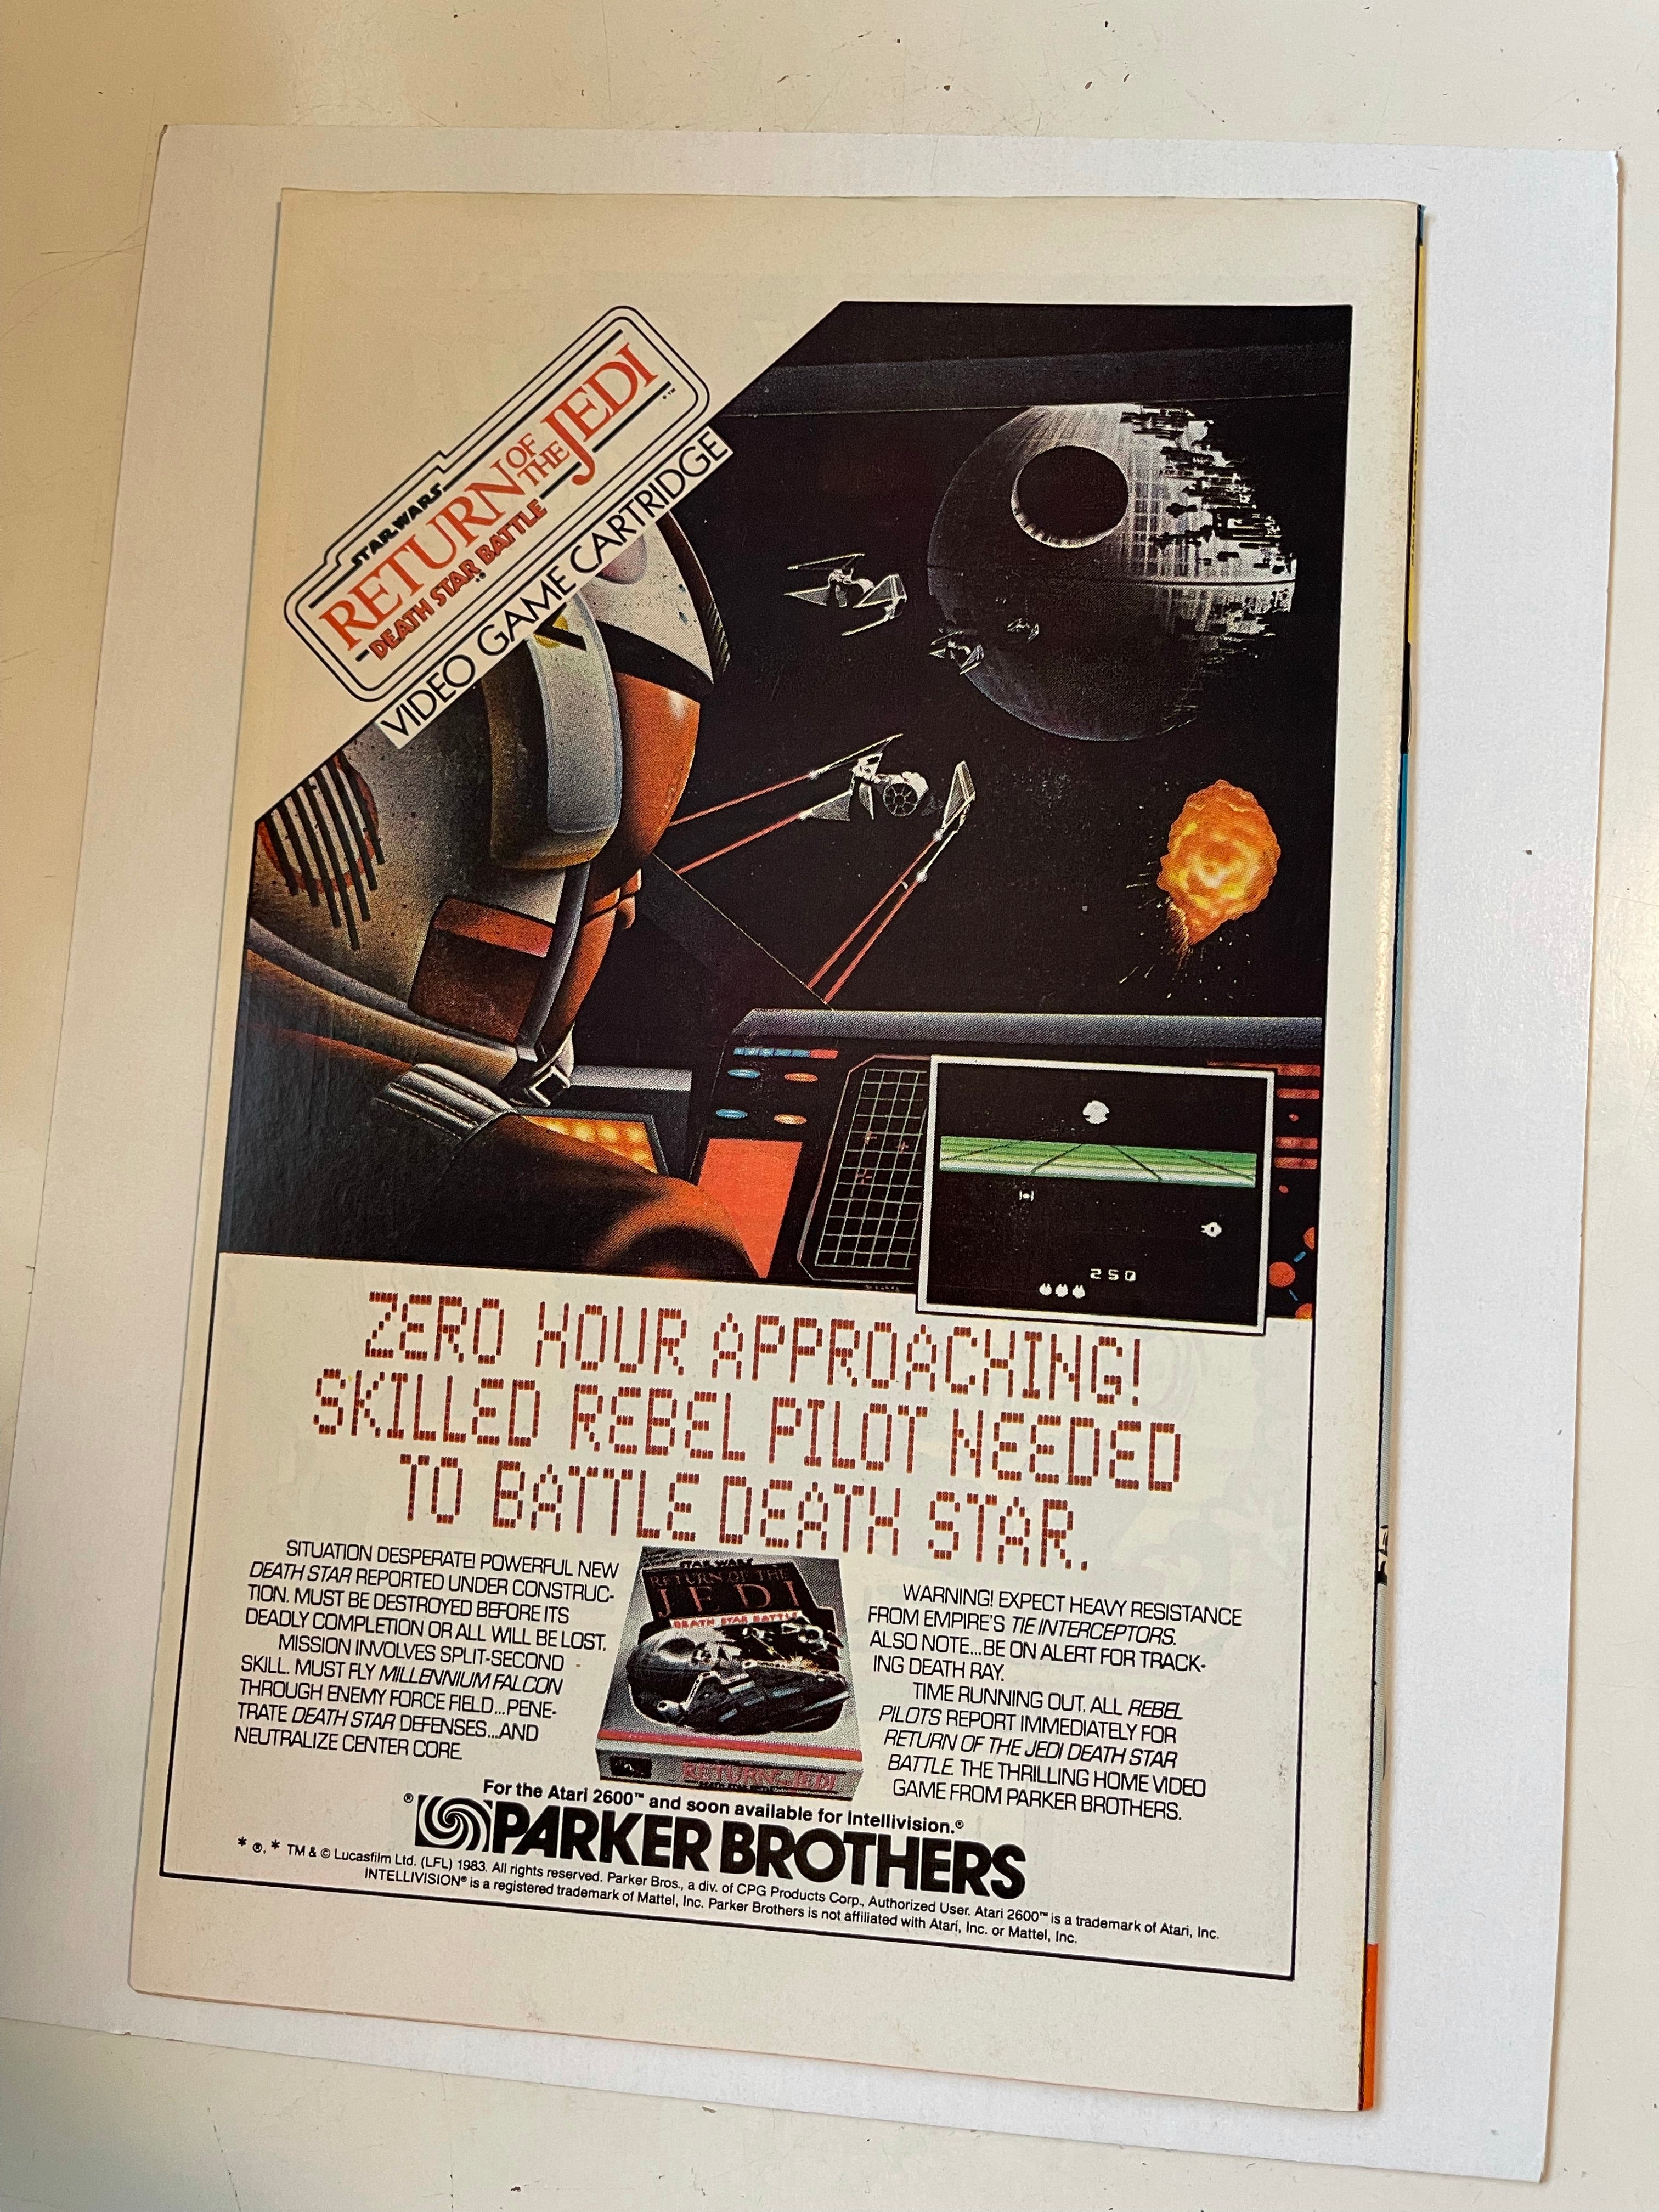 STAR WARS
RETURN OF THE JEDI
DEATH STAR BATTLE
VIDEO GAME CARTRIDGE
250
ZERO HOUR APPROACHING!
SKILLED REBEL PILOT NEEDED
TO BATTLE DEATH STAR.
SITUATION DESPERATE! POWERFUL NEW
DEATH STAR REPORTED UNDER CONSTRUC-
TION. MUST BE DESTROYED BEFORE ITS
DEADLY COMPLETION OR ALL WILL BE LOST.
MISSION INVOLVES SPLIT-SECOND
SKILL. MUST FLY MILLENNIUM FALCON
THROUGH ENEMY FORCE FIELD...PENE-
TRATE DEATH STAR DEFENSES...AND
NEUTRALIZE CENTER CORE.
STAR WARS
RETURN OF THE
JEDI
DEATH STAR BATTLE
RETURN OF THE JEDI
WARNING! EXPECT HEAVY RESISTANCE
FROM EMPIRE'S TIE INTERCEPTORS.
ALSO NOTE...BE ON ALERT FOR TRACK-
ING DEATH RAY.
TIME RUNNING OUT. ALL REBEL
PILOTS REPORT IMMEDIATELY FOR
RETURN OF THE JEDI DEATH STAR
BATTLE. THE THRILLING HOME VIDEO
GAME FROM PARKER BROTHERS.
For the Atari 2600™ and soon available for Intellivision.®
® PARKER BROTHERS
* ®, * TM & © Lucasfilm Ltd. (LFL) 1983. All rights reserved. Parker Bros., a div. of CPG Products Corp., Authorized User. Atari 2600™ is a trademark of Atari, Inc.
INTELLIVISION® is a registered trademark of Mattel, Inc. Parker Brothers is not affiliated with Atari, Inc. or Mattel, Inc.